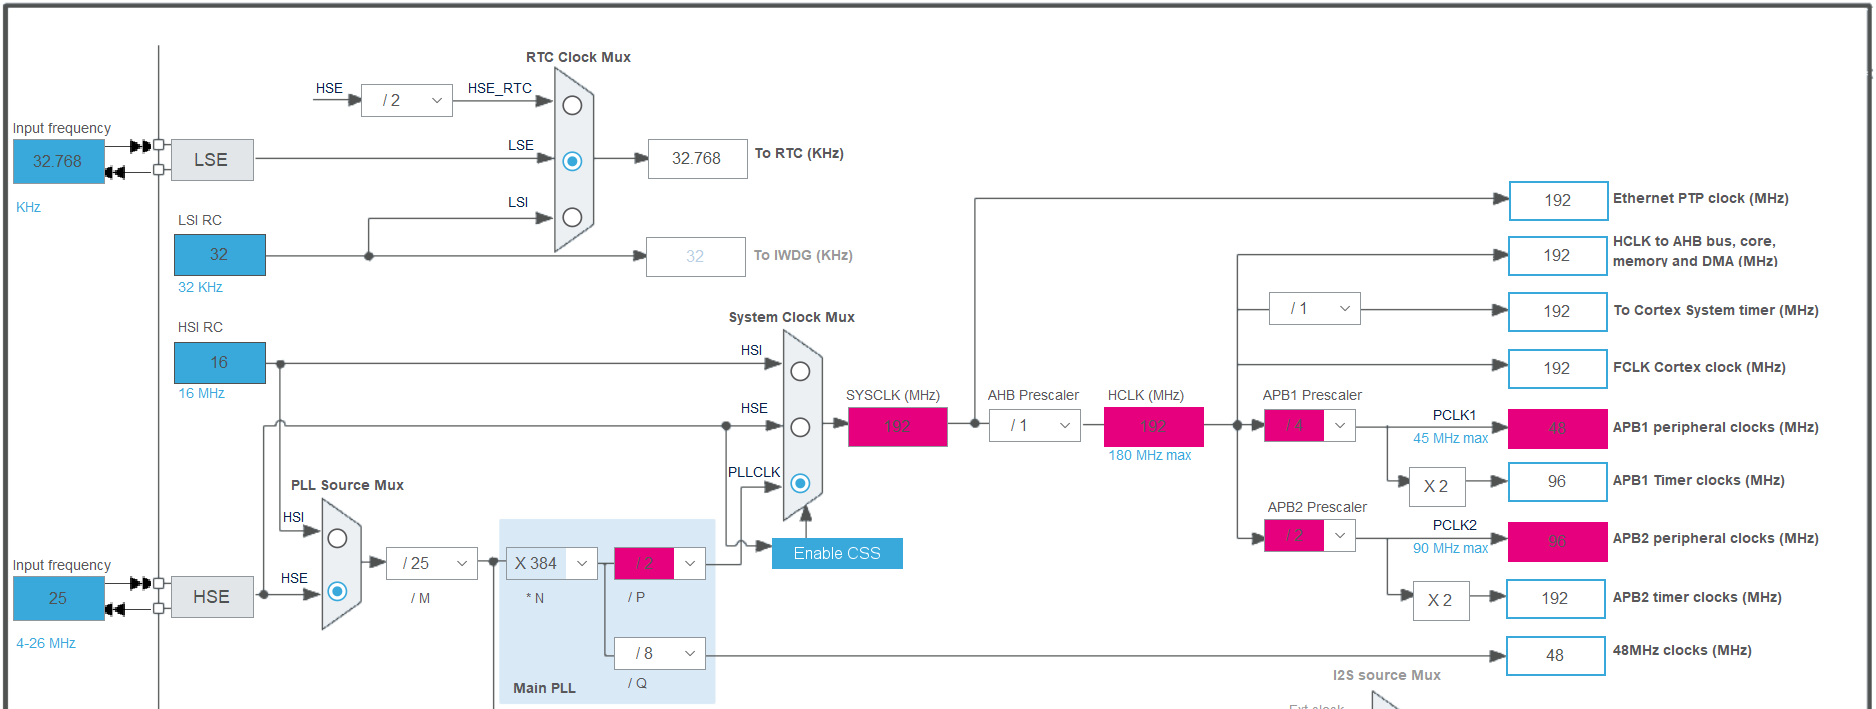 RTC Clock Mux
HSE
/ 2
HSE_RTC
Input frequency
32.768
LSE
LSE
32.768
To RTC (KHz)
KHz
LSI
LSI RC
32
32 KHz
32
To IWDG (KHz)
192
Ethernet PTP clock (MHz)
192
HCLK to AHB bus, core,
memory and DMA (MHz)
/ 1
192
To Cortex System timer (MHz)
HSI RC
16
16 MHz
System Clock Mux
HSI
192
FCLK Cortex clock (MHz)
HSE
SYSCLK (MHz)
192
AHB Prescaler
/ 1
HCLK (MHz)
192
180 MHz max
APB1 Prescaler
/ 4
PCLK1
45 MHz max
48
APB1 peripheral clocks (MHz)
PLLCLK
X 2
96
APB1 Timer clocks (MHz)
PLL Source Mux
HSI
APB2 Prescaler
/ 2
PCLK2
90 MHz max
96
APB2 peripheral clocks (MHz)
Enable CSS
Input frequency
25
4-26 MHz
HSE
HSE
/ 25
/ M
X 384
* N
/ 2
/ P
X 2
192
APB2 timer clocks (MHz)
/ 8
/ Q
48
48MHz clocks (MHz)
Main PLL
I2S source Mux
Ext clock